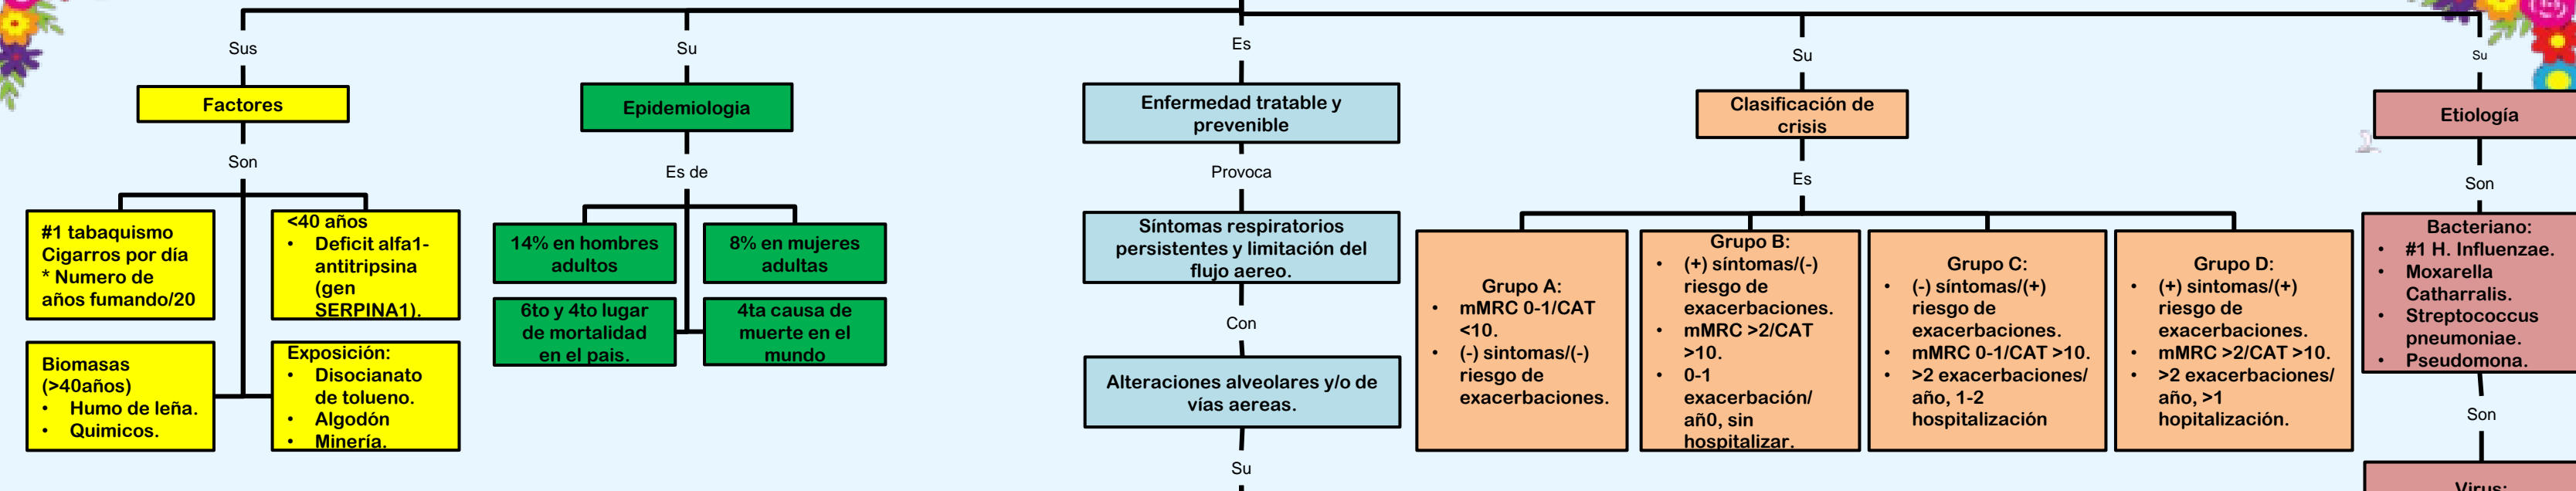 Sus
Factores
Son
#1 tabaquismo
Cigarros por día
* Numero de
años fumando/20
<40 años
• Deficit alfa1-
antitripsina
(gen
SERPINA1).
Biomasas
(>40años)
• Humo de leña.
• Quimicos.
Exposición:
• Disocianato
de tolueno.
• Algodón
• Minería.
Su
Epidemiologia
Es de
14% en hombres
adultos
8% en mujeres
adultas
6to y 4to lugar
de mortalidad
en el pais.
4ta causa de
muerte en el
mundo
Es
Enfermedad tratable y
prevenible
Provoca
Síntomas respiratorios
persistentes y limitación del
flujo aereo.
Con
Alteraciones alveolares y/o de
vías aereas.
Su
Su
Clasificación de
crisis
Es
Grupo A:
• mMRC 0-1/CAT
<10.
• (-) sintomas/(-)
riesgo de
exacerbaciones.
Grupo B:
• (+) síntomas/(-)
riesgo de
exacerbaciones.
• mMRC >2/CAT
>10.
• 0-1
exacerbación/
añ0, sin
hospitalizar.
Grupo C:
• (-) síntomas/(+)
riesgo de
exacerbaciones.
• mMRC 0-1/CAT >10.
• >2 exacerbaciones/
año, 1-2
hospitalización
Grupo D:
• (+) sintomas/(+)
riesgo de
exacerbaciones.
• mMRC >2/CAT >10.
• >2 exacerbaciones/
año, >1
hopitalización.
Su
Etiología
Son
Bacteriano:
• #1 H. Influenzae.
• Moxarella
Catharralis.
• Streptococcus
pneumoniae.
• Pseudomona.
Son
Virus: